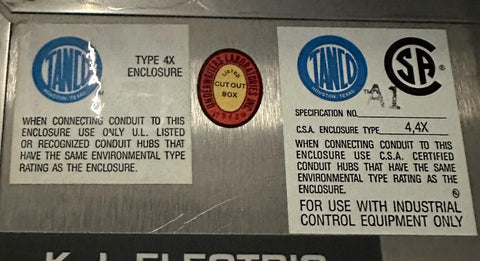 TANCO
HOUSTON, TEXAS
TYPE 4X
ENCLOSURE
WHEN CONNECTING CONDUIT TO THIS
ENCLOSURE USE ONLY U.L. LISTED
OR RECOGNIZED CONDUIT HUBS THAT
HAVE THE SAME ENVIRONMENTAL TYPE
RATING AS THE ENCLOSURE.
UNDERWRITERS LABORATORIES INC.
LISTED
CUT OUT
BOX
TANCO
HOUSTON, TEXAS
CSA
TM
A1
SPECIFICATION NO.
C.S.A. ENCLOSURE TYPE 4,4X
WHEN CONNECTING CONDUIT TO THIS
ENCLOSURE USE C.S.A. CERTIFIED
CONDUIT HUBS THAT HAVE THE SAME
ENVIRONMENTAL TYPE RATING AS THE
ENCLOSURE.
FOR USE WITH INDUSTRIAL
CONTROL EQUIPMENT ONLY
ELECTRIC